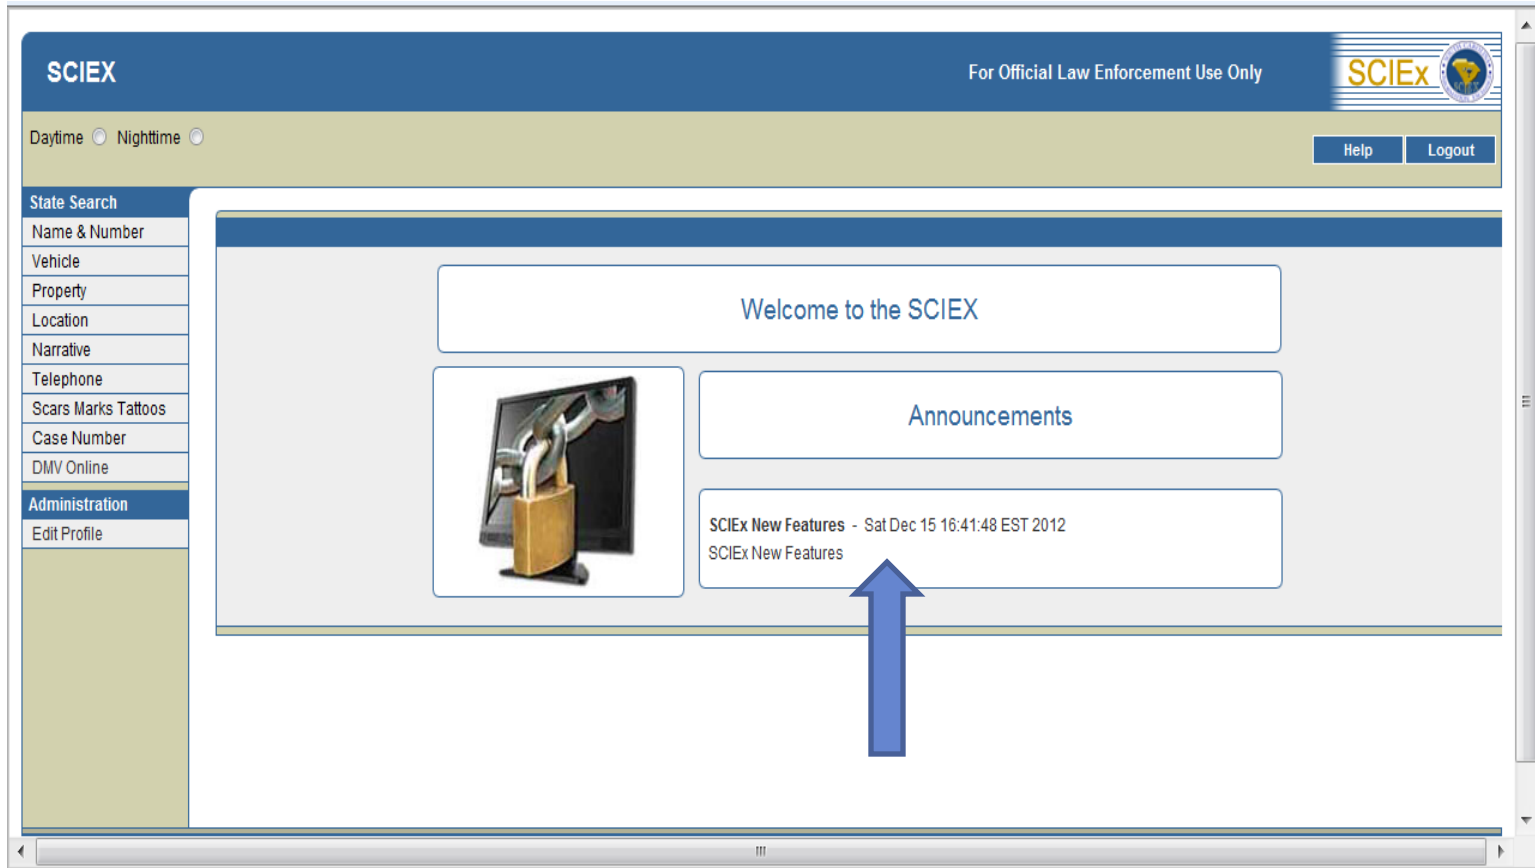 SCIEX
For Official Law Enforcement Use Only
SCIEx
Daytime Nighttime
Help Logout
State Search
Name & Number
Vehicle
Property
Location
Narrative
Telephone
Scars Marks Tattoos
Case Number
DMV Online
Administration
Edit Profile
Welcome to the SCIEX
Announcements
SCIEx New Features - Sat Dec 15 16:41:48 EST 2012
SCIEx New Features